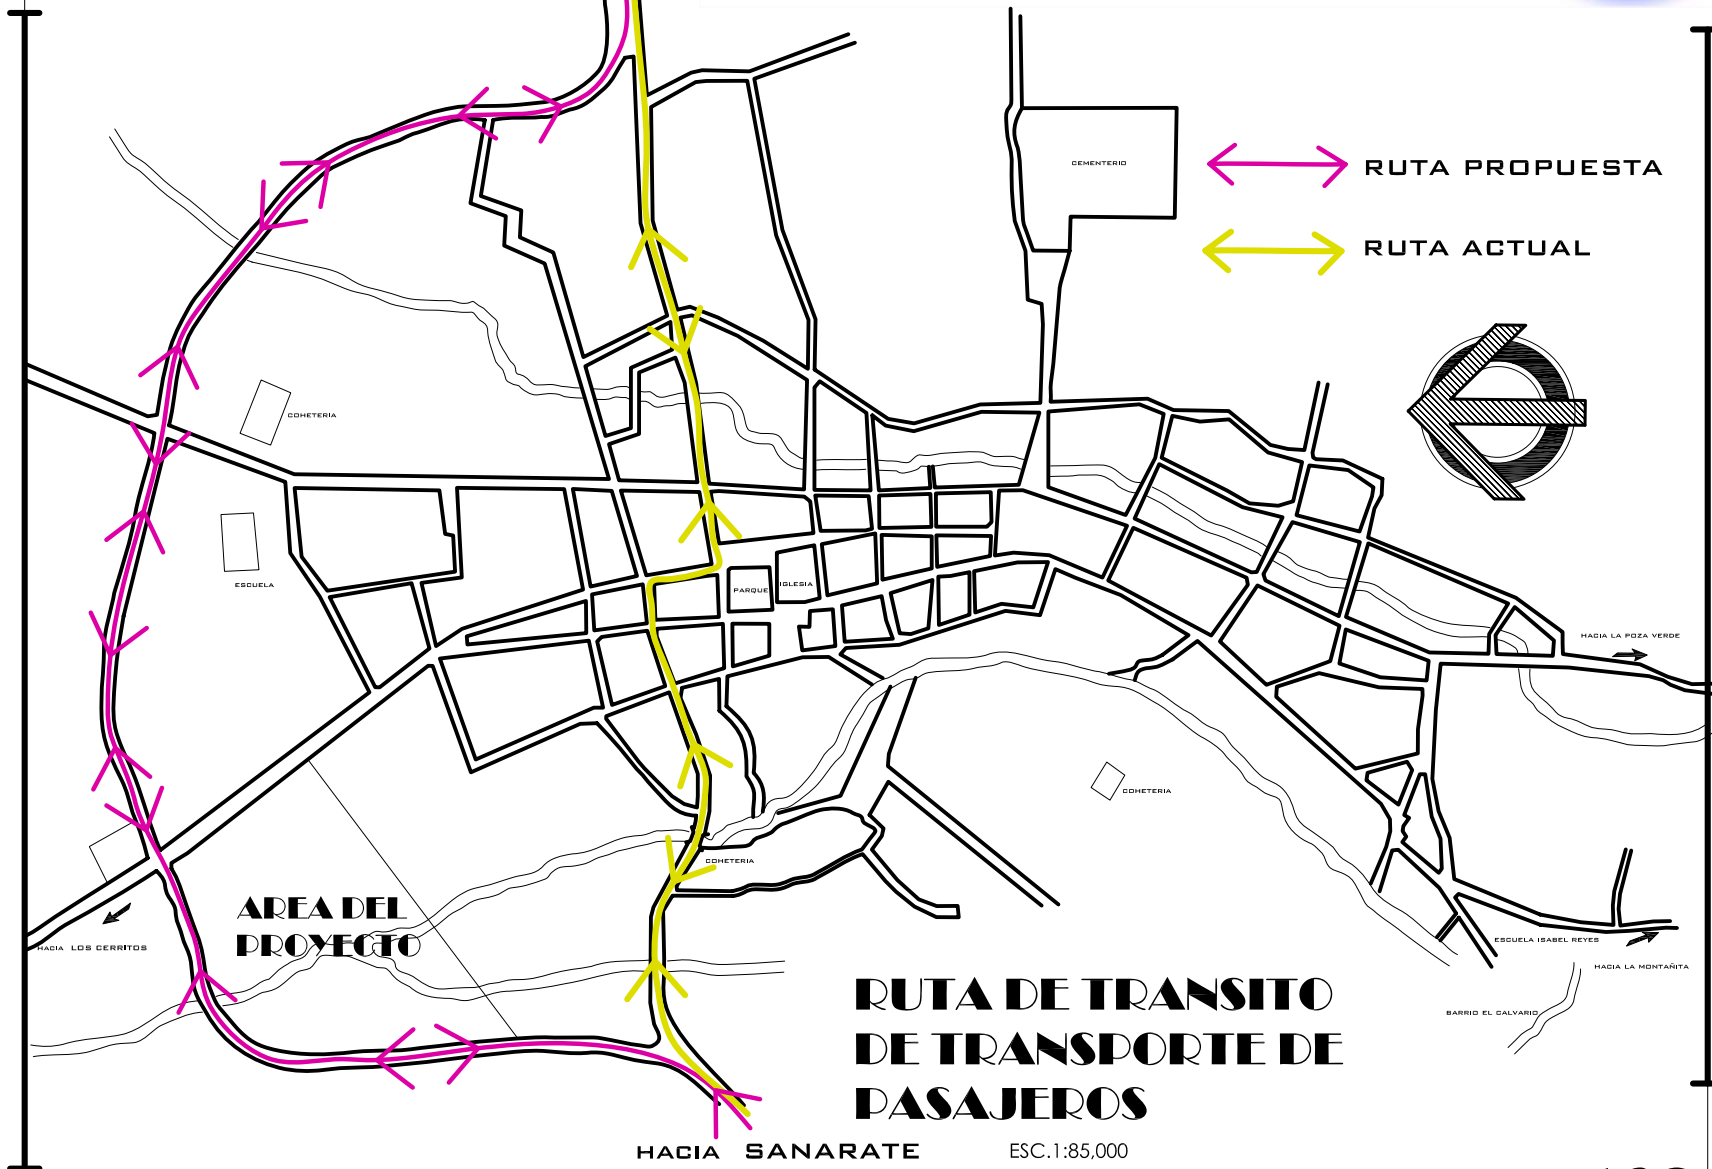 CEMENTERIO
RUTA PROPUESTA
RUTA ACTUAL
COHETERIA
ESCUELA
PARQUE
IGLESIA
HACIA LA POZA VERDE
COHETERIA
COHETERIA
AREA DEL
PROYECTO
HACIA LOS CERRITOS
ESCUELA ISABEL REYES
HACIA LA MONTAÑITA
BARRIO EL CALVARIO
RUTA DE TRANSITO
DE TRANSPORTE DE
PASAJEROS
HACIA SANARATE
ESC.1:85,000